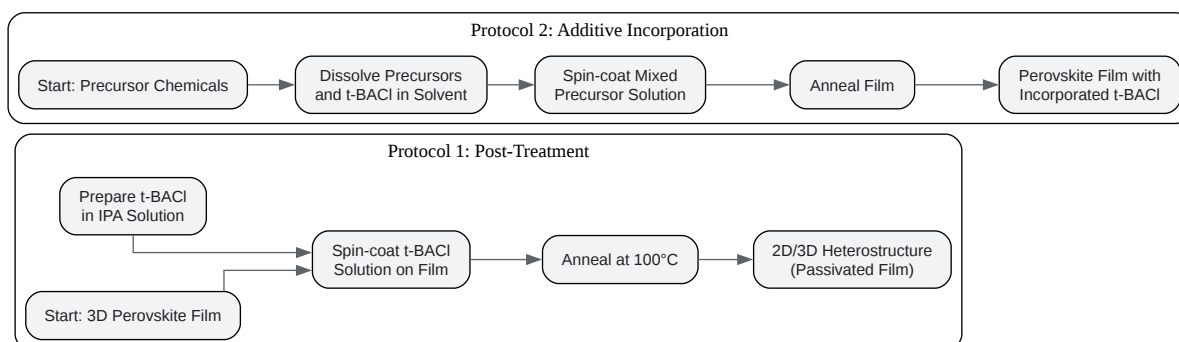 Protocol 2: Additive Incorporation
Start: Precursor Chemicals
Dissolve Precursors
and t-BACl in Solvent
Spin-coat Mixed
Precursor Solution
Anneal Film
Perovskite Film with
Incorporated t-BACl
Protocol 1: Post-Treatment
Prepare t-BACl
in IPA Solution
Start: 3D Perovskite Film
Spin-coat t-BACl
Solution on Film
Anneal at 100°C
2D/3D Heterostructure
(Passivated Film)